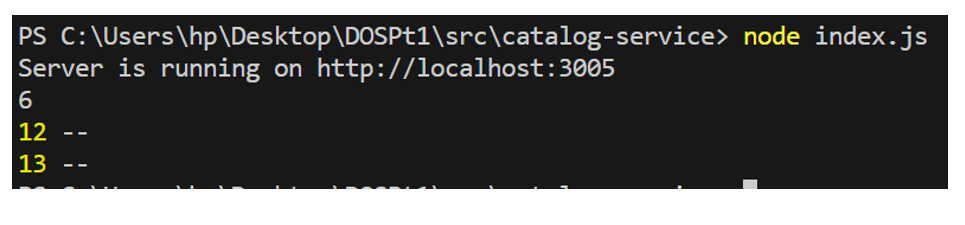 PS C:\Users\hp\Desktop\DOSPt1\src\catalog-service> node index.js
Server is running on http://localhost:3005
6
12 --
13 --